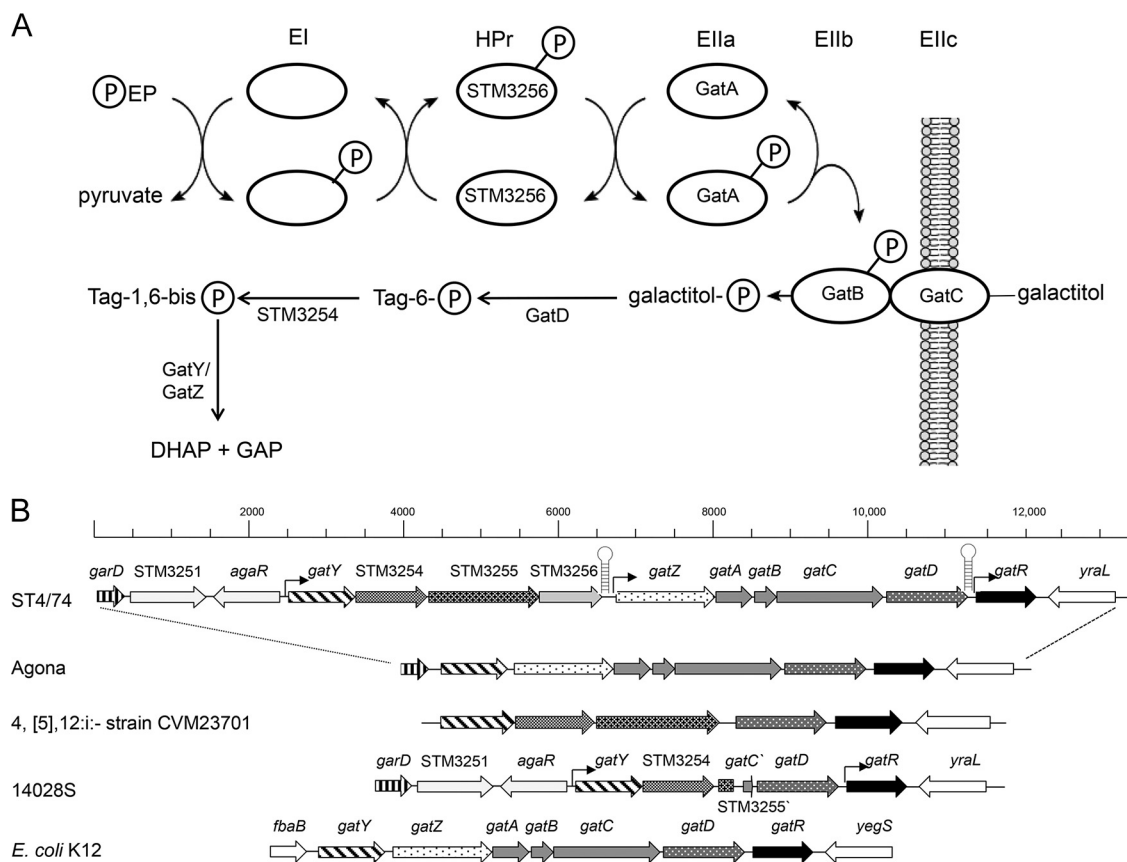 A
EI HPr EIIa EIIb EIIc
P
PEP STM3256 GatA
P P
pyruvate STM3256 GatA
P
Tag-1,6-bis P Tag-6- P galactitol- P GatB GatC galactitol
STM3254 GatD
GatY/
GatZ
DHAP + GAP
B
2000 4000 6000 8000 10,000 12,000
garD STM3251 agaR gatY STM3254 STM3255 STM3256 gatZ gatA gatB gatC gatD gatR yraL
ST4/74
Agona
4, [5],12:i:- strain CVM23701
garD STM3251 agaR gatY STM3254 gatC` gatD gatR yraL
14028S
STM3255`
fbaB gatY gatZ gatA gatB gatC gatD gatR yegS
E. coli K12